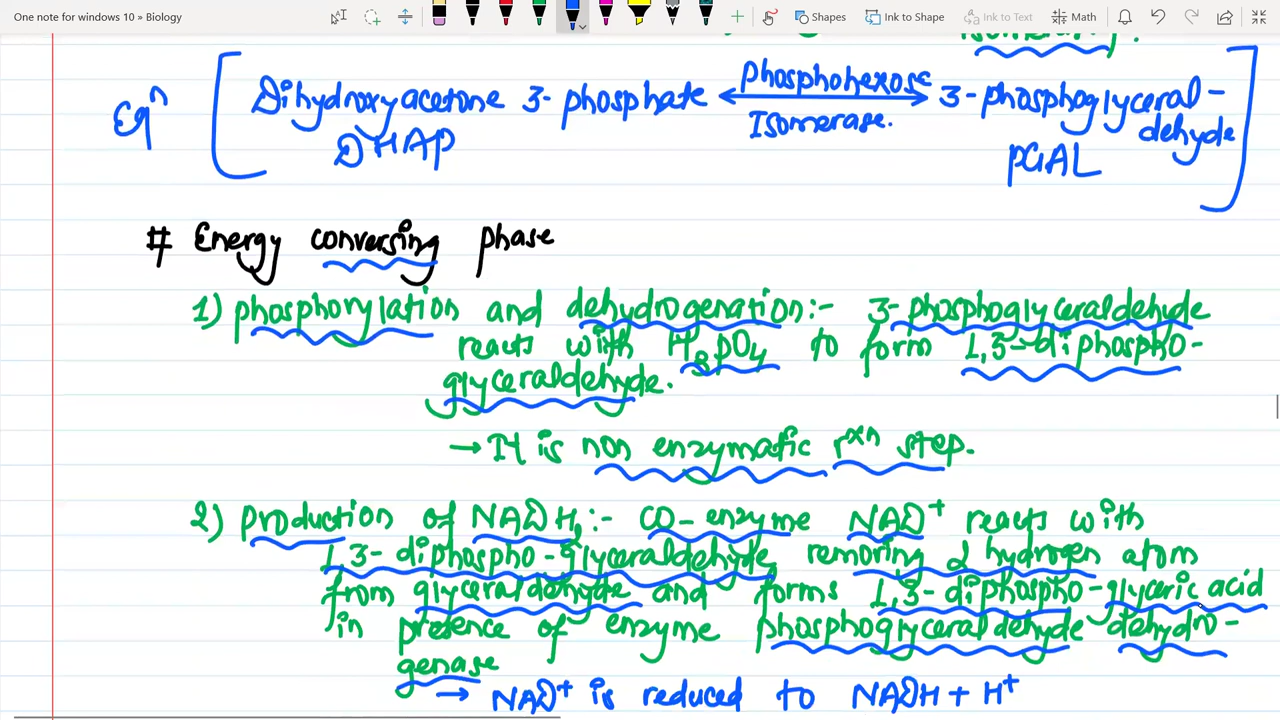 One note for windows 10 » Biology
Shapes Ink to Shape Ink to Text Math
Eqn [ Dihydroxyacetone 3-phosphate ⟷ 3-phosphoglyceral-
Phosphohexose
Isomerase.
dehyde ]
DHAP PGAL
# Energy conversing phase
1) phosphorylation and dehydrogenation:- 3-phosphoglyceraldehyde
reacts with H3PO4 to form 1,3-diphospho-
glyceraldehyde.
→ It is non enzymatic rxn step.
2) production of NADH2:- CO-enzyme NAD+ reacts with
1,3-diphospho-glyceraldehyde, removing 2 hydrogen atom
from glyceraldehyde and forms 1,3-diphospho-glyceric acid
in presence of enzyme phosphoglyceraldehyde dehydro-
genase
→ NAD+ is reduced to NADH + H+